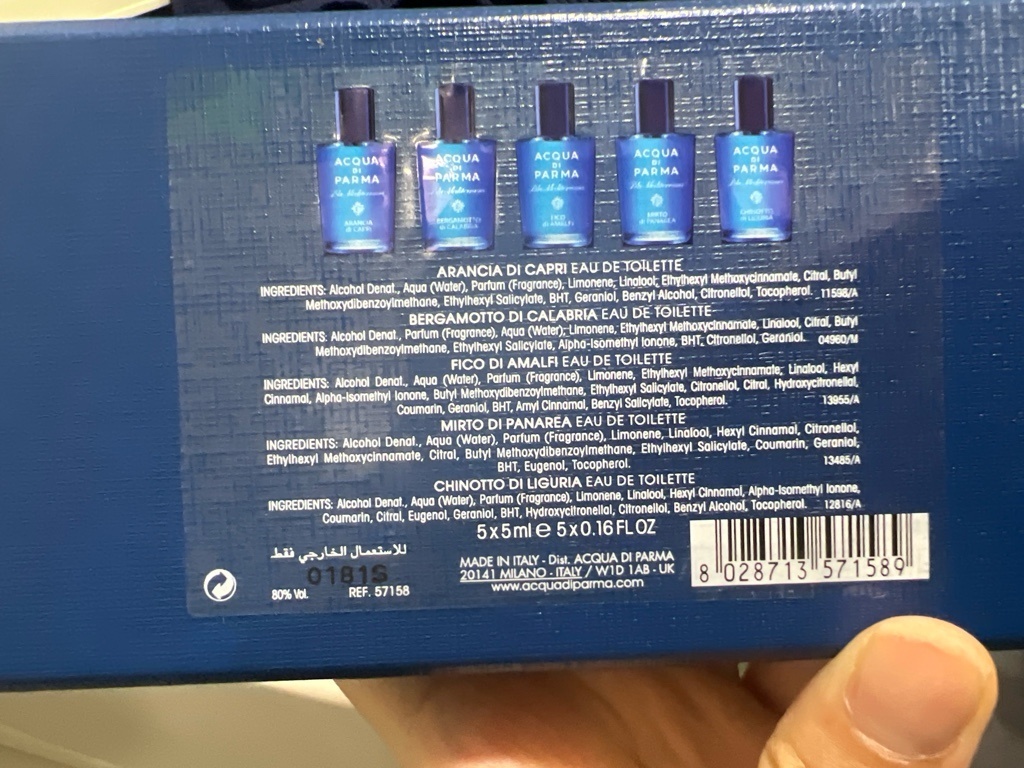 ACQUA DI PARMA
ARANCIA di CAPRI
ACQUA DI PARMA
BERGAMOTTO di CALABRIA
ACQUA DI PARMA
FICO di AMALFI
ACQUA DI PARMA
MIRTO di PANAREA
ACQUA DI PARMA
CHINOTTO di LIGURIA
ARANCIA DI CAPRI EAU DE TOILETTE
INGREDIENTS: Alcohol Denat., Aqua (Water), Parfum (Fragrance), Limonene, Linalool, Ethylhexyl Methoxycinnamate, Citral, Butyl
Methoxydibenzoylmethane, Ethylhexyl Salicylate, BHT, Geraniol, Benzyl Alcohol, Citronellol, Tocopherol. 11598/A
BERGAMOTTO DI CALABRIA EAU DE TOILETTE
INGREDIENTS: Alcohol Denat., Parfum (Fragrance), Aqua (Water), Limonene, Ethylhexyl Methoxycinnamate, Linalool, Citral, Butyl
Methoxydibenzoylmethane, Ethylhexyl Salicylate, Alpha-Isomethyl Ionone, BHT, Citronellol, Geraniol. 04960/M
FICO DI AMALFI EAU DE TOILETTE
INGREDIENTS: Alcohol Denat., Aqua (Water), Parfum (Fragrance), Limonene, Ethylhexyl Methoxycinnamate, Linalool, Hexyl
Cinnamal, Alpha-Isomethyl Ionone, Butyl Methoxydibenzoylmethane, Ethylhexyl Salicylate, Citronellol, Citral, Hydroxycitronellal,
Coumarin, Geraniol, BHT, Amyl Cinnamal, Benzyl Salicylate, Tocopherol. 13955/A
MIRTO DI PANAREA EAU DE TOILETTE
INGREDIENTS: Alcohol Denat., Aqua (Water), Parfum (Fragrance), Limonene, Linalool, Hexyl Cinnamal, Citronellol,
Ethylhexyl Methoxycinnamate, Citral, Butyl Methoxydibenzoylmethane, Ethylhexyl Salicylate, Coumarin, Geraniol,
BHT, Eugenol, Tocopherol. 13485/A
CHINOTTO DI LIGURIA EAU DE TOILETTE
INGREDIENTS: Alcohol Denat., Aqua (Water), Parfum (Fragrance), Limonene, Linalool, Hexyl Cinnamal, Alpha-Isomethyl Ionone,
Coumarin, Citral, Eugenol, Geraniol, BHT, Hydroxycitronellal, Citronellol, Benzyl Alcohol, Tocopherol. 12816/A
5x5ml e 5x0.16 FL OZ
للاستعمال الخارجي فقط
0181S
80% Vol. REF. 57158
MADE IN ITALY - Dist. ACQUA DI PARMA
20141 MILANO - ITALY / W1D 1AB - UK
www.acquadiparma.com
8 028713 571589